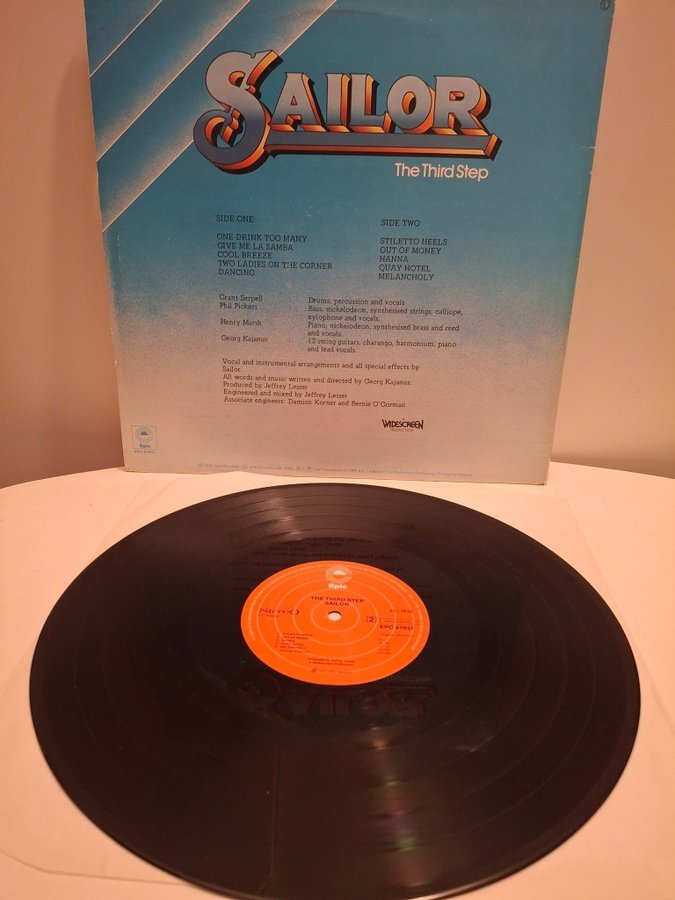 SAILOR
The Third Step
SIDE ONE
ONE DRINK TOO MANY
GIVE ME LA SAMBA
COOL BREEZE
TWO LADIES ON THE CORNER
DANCING
SIDE TWO
STILETTO HEELS
OUT OF MONEY
HANNA
QUAY HOTEL
MELANCHOLY
Grant Serpell Drums, percussion and vocals
Phil Pickett Bass, nickelodeon, synthesised strings, calliope,
xylophone and vocals.
Henry Marsh Piano, nickelodeon, synthesised brass and reed
and vocals.
Georg Kajanus 12-string guitars, charango, harmonium, piano
and lead vocals.
Vocal and instrumental arrangements and all special effects by
Sailor.
All words and music written and directed by Georg Kajanus.
Produced by Jeffrey Lesser
Engineered and mixed by Jeffrey Lesser
Associate engineers: Damion Korner and Bernie O'Gorman
WIDESCREEN
PRODUCTION
Epic
EPC 81637
Epic
THE THIRD STEP
SAILOR
StereO
2
EPC 81637